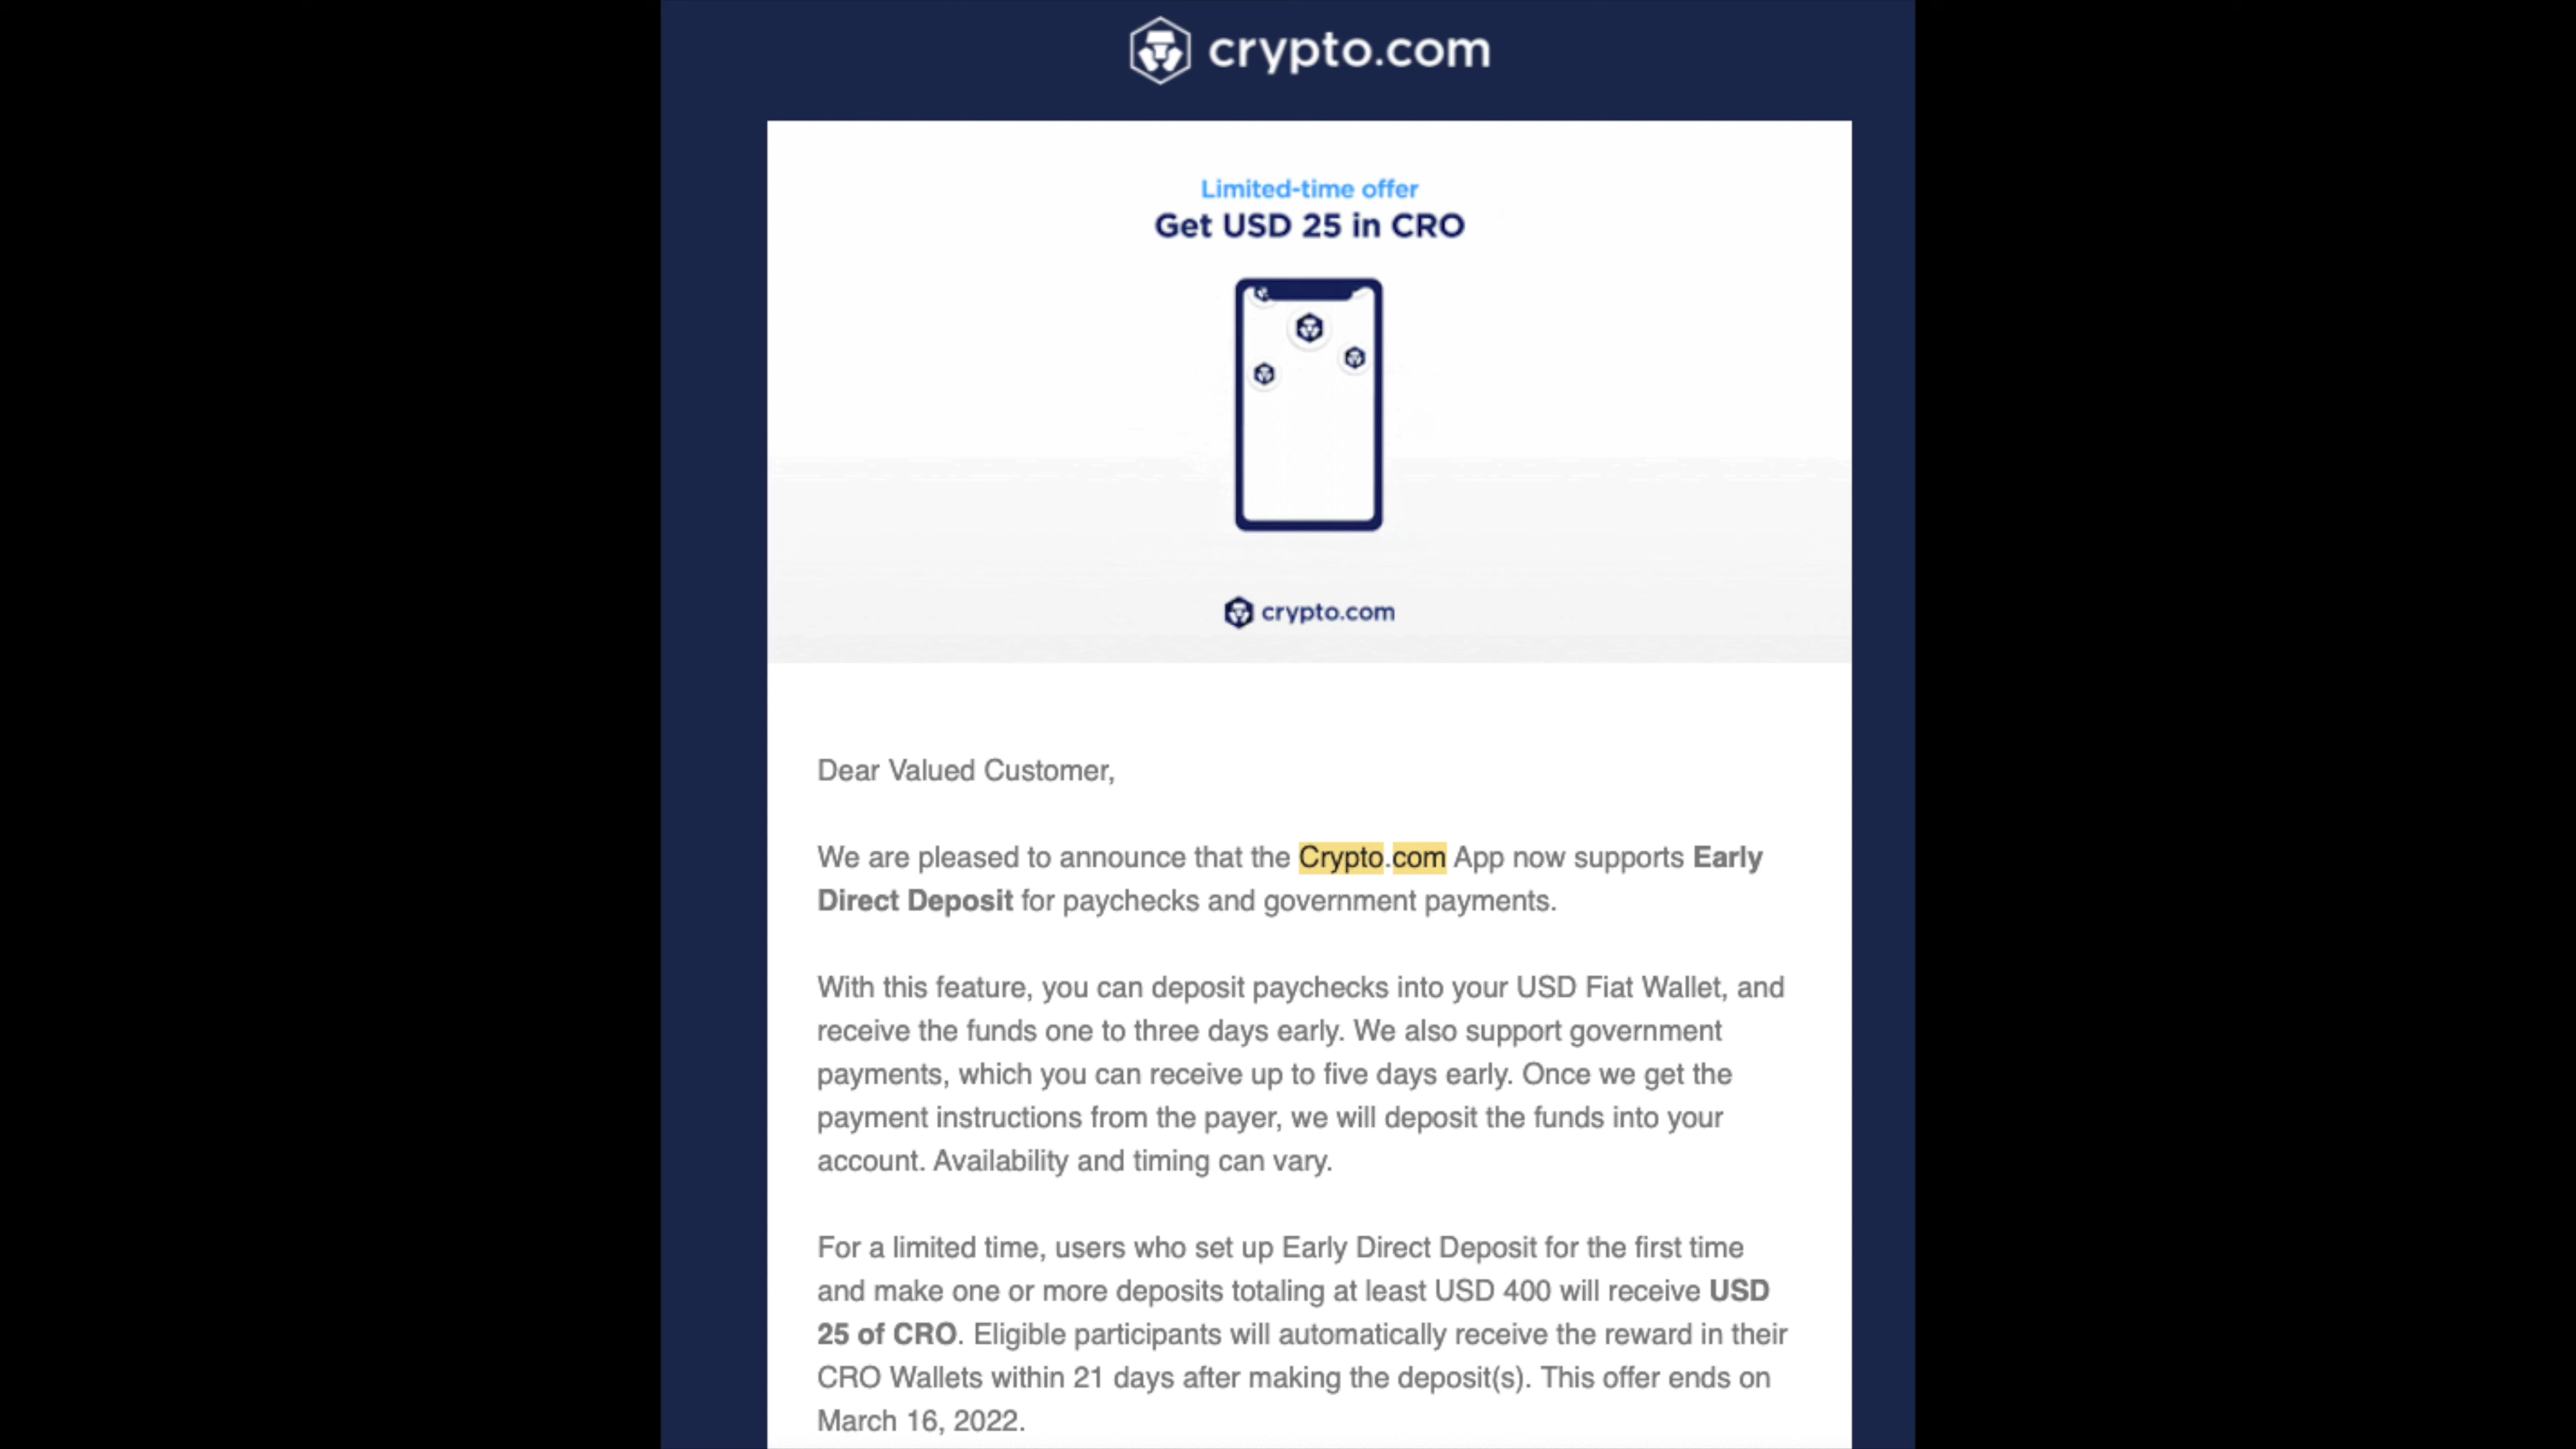 crypto.com
Limited-time offer
Get USD 25 in CRO
crypto.com
Dear Valued Customer,
We are pleased to announce that the Crypto.com App now supports Early
Direct Deposit for paychecks and government payments.
With this feature, you can deposit paychecks into your USD Fiat Wallet, and
receive the funds one to three days early. We also support government
payments, which you can receive up to five days early. Once we get the
payment instructions from the payer, we will deposit the funds into your
account. Availability and timing can vary.
For a limited time, users who set up Early Direct Deposit for the first time
and make one or more deposits totaling at least USD 400 will receive USD
25 of CRO. Eligible participants will automatically receive the reward in their
CRO Wallets within 21 days after making the deposit(s). This offer ends on
March 16, 2022.